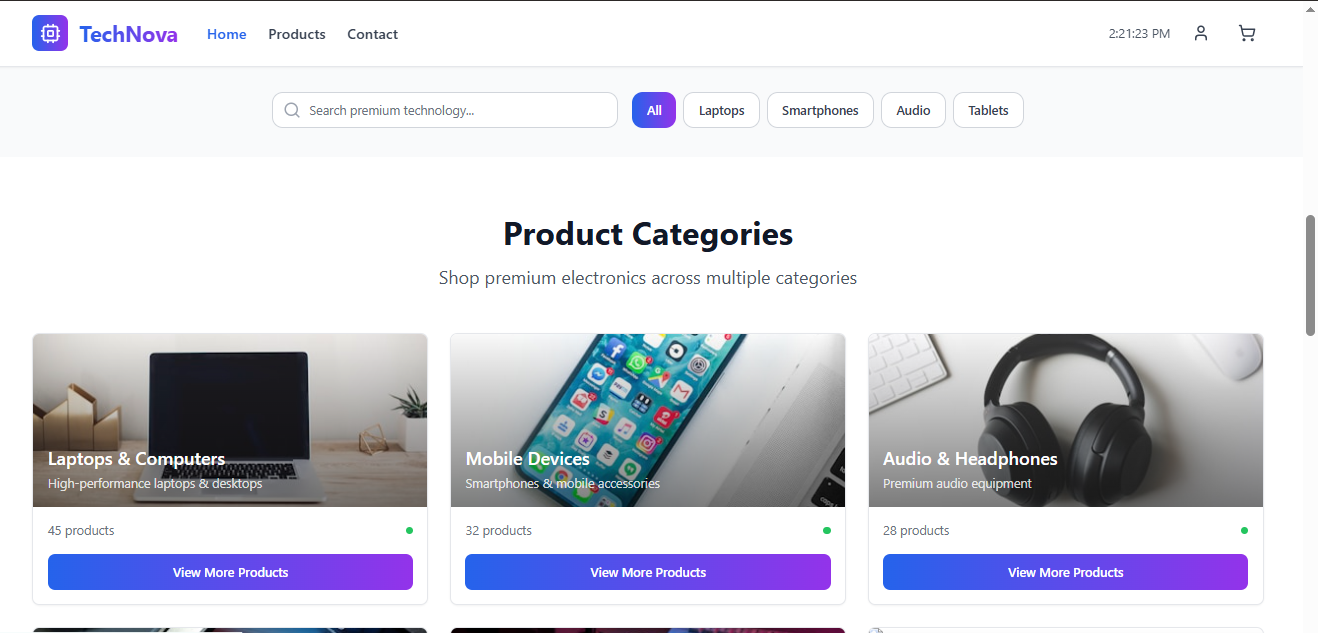 TechNova
Home Products Contact
2:21:23 PM
Search premium technology...
All Laptops Smartphones Audio Tablets
Product Categories
Shop premium electronics across multiple categories
Laptops & Computers
High-performance laptops & desktops
45 products
View More Products
Mobile Devices
Smartphones & mobile accessories
32 products
View More Products
Audio & Headphones
Premium audio equipment
28 products
View More Products